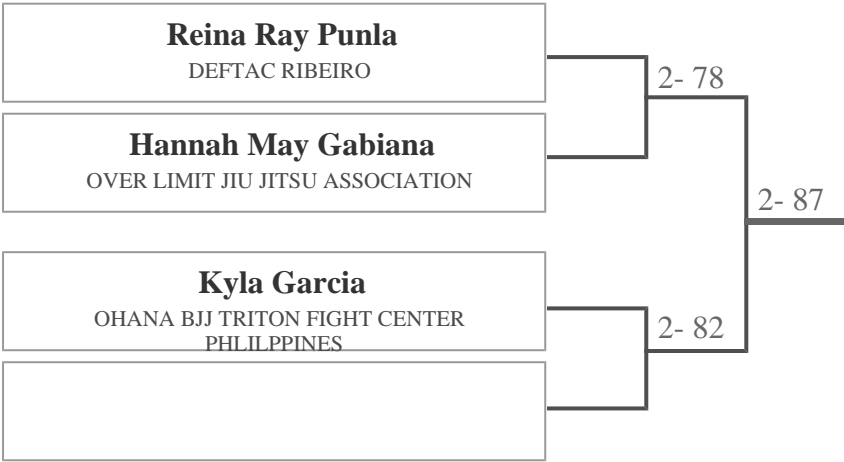 Reina Ray Punla
DEFTAC RIBEIRO
2- 78
Hannah May Gabiana
OVER LIMIT JIU JITSU ASSOCIATION
2- 87
Kyla Garcia
OHANA BJJ TRITON FIGHT CENTER
PHLILPPINES
2- 82